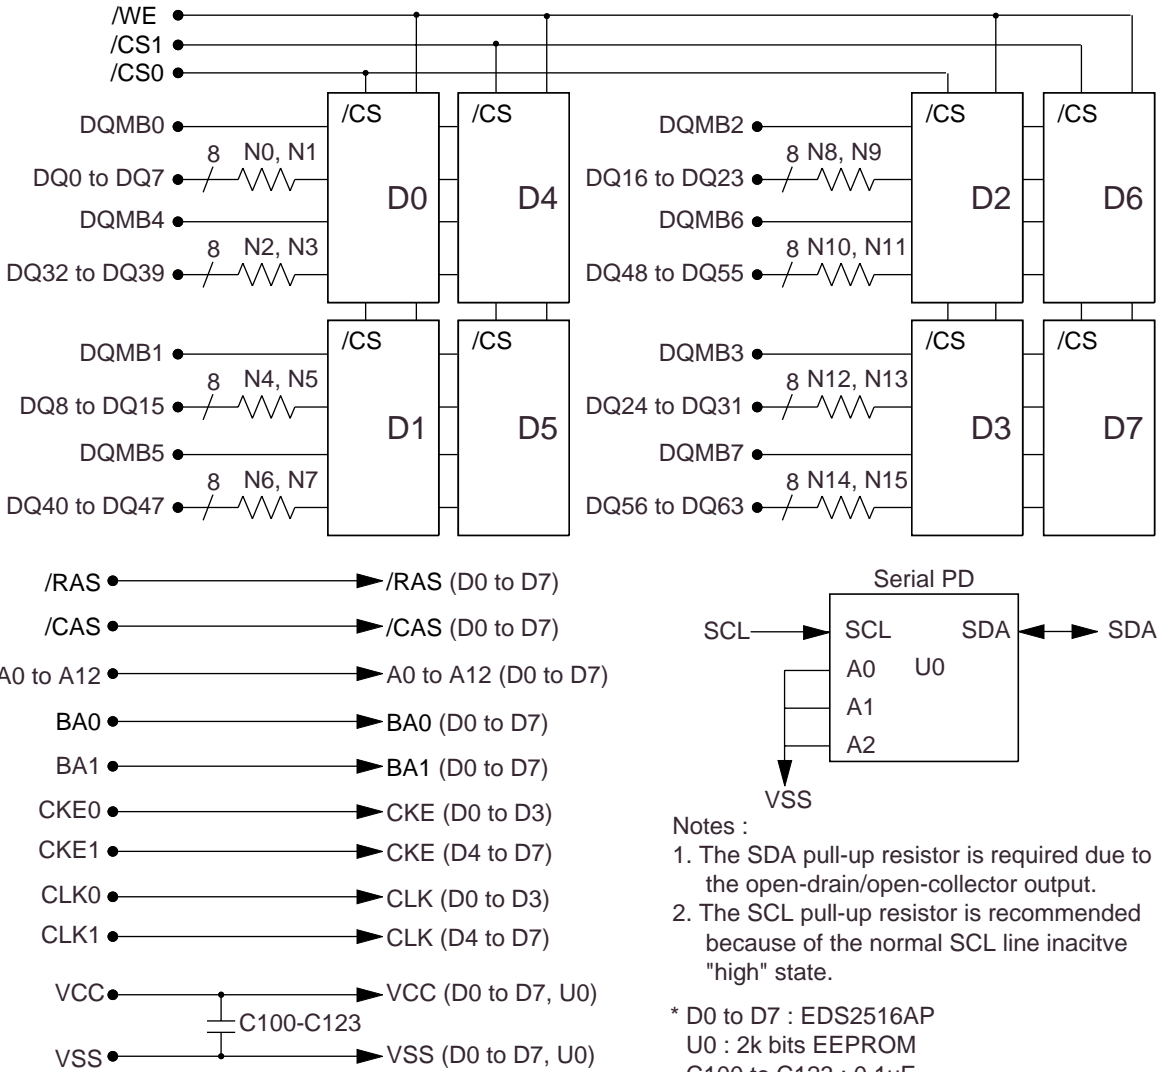 /WE
/CS1
/CS0
/CS
/CS
/CS
/CS
DQMB0
8 N0, N1
DQ0 to DQ7
D0
D4
DQMB4
8 N2, N3
DQ32 to DQ39
DQMB2
8 N8, N9
DQ16 to DQ23
D2
D6
DQMB6
8 N10, N11
DQ48 to DQ55
/CS
/CS
/CS
/CS
DQMB1
8 N4, N5
DQ8 to DQ15
D1
D5
DQMB5
8 N6, N7
DQ40 to DQ47
DQMB3
8 N12, N13
DQ24 to DQ31
D3
D7
DQMB7
8 N14, N15
DQ56 to DQ63
/RAS /RAS (D0 to D7)
/CAS /CAS (D0 to D7)
A0 to A12 A0 to A12 (D0 to D7)
BA0 BA0 (D0 to D7)
BA1 BA1 (D0 to D7)
CKE0 CKE (D0 to D3)
CKE1 CKE (D4 to D7)
CLK0 CLK (D0 to D3)
CLK1 CLK (D4 to D7)
VCC VCC (D0 to D7, U0)
C100-C123
VSS VSS (D0 to D7, U0)
Serial PD
SCL SCL SDA SDA
A0 U0
A1
A2
VSS
Notes :
1. The SDA pull-up resistor is required due to
the open-drain/open-collector output.
2. The SCL pull-up resistor is recommended
because of the normal SCL line inacitve
"high" state.
* D0 to D7 : EDS2516AP
U0 : 2k bits EEPROM
C100 to C123 : 0.1µF